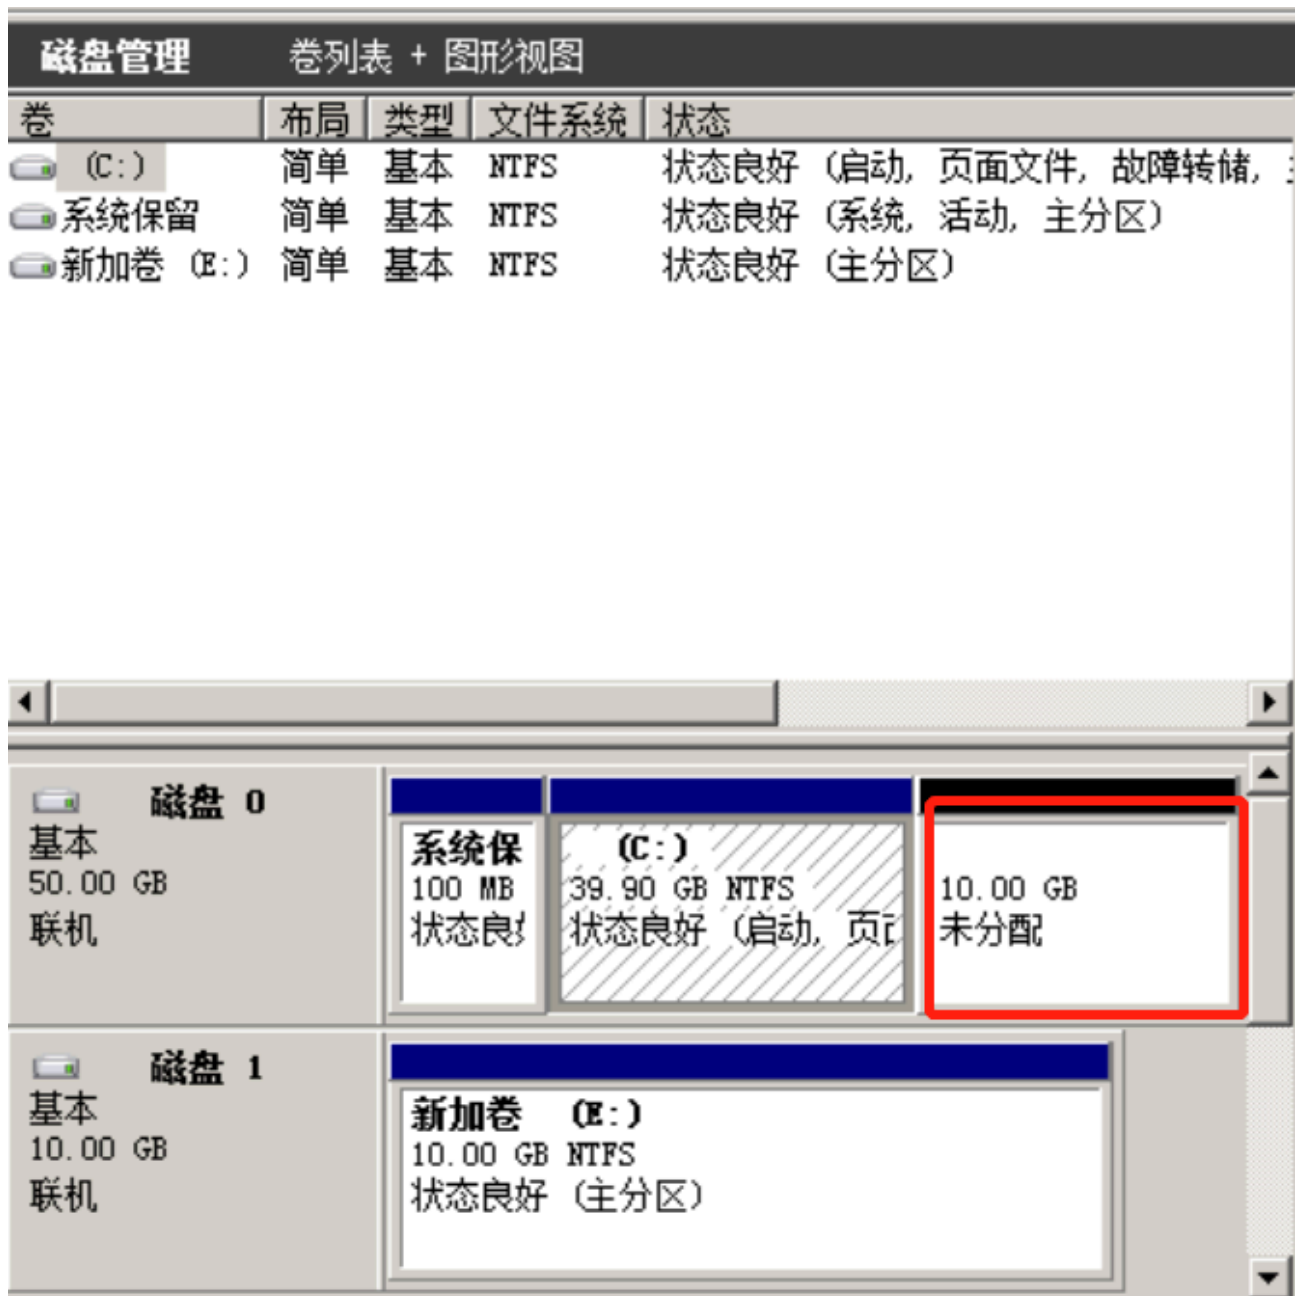 磁盘管理 卷列表 + 图形视图
卷 布局 类型 文件系统 状态
(C:) 简单 基本 NTFS 状态良好 (启动, 页面文件, 故障转储,
系统保留 简单 基本 NTFS 状态良好 (系统, 活动, 主分区)
新加卷 (E:) 简单 基本 NTFS 状态良好 (主分区)
磁盘 0
基本
50.00 GB
联机
系统保
100 MB
状态良
(C:)
39.90 GB NTFS
状态良好 (启动, 页
10.00 GB
未分配
磁盘 1
基本
10.00 GB
联机
新加卷 (E:)
10.00 GB NTFS
状态良好 (主分区)